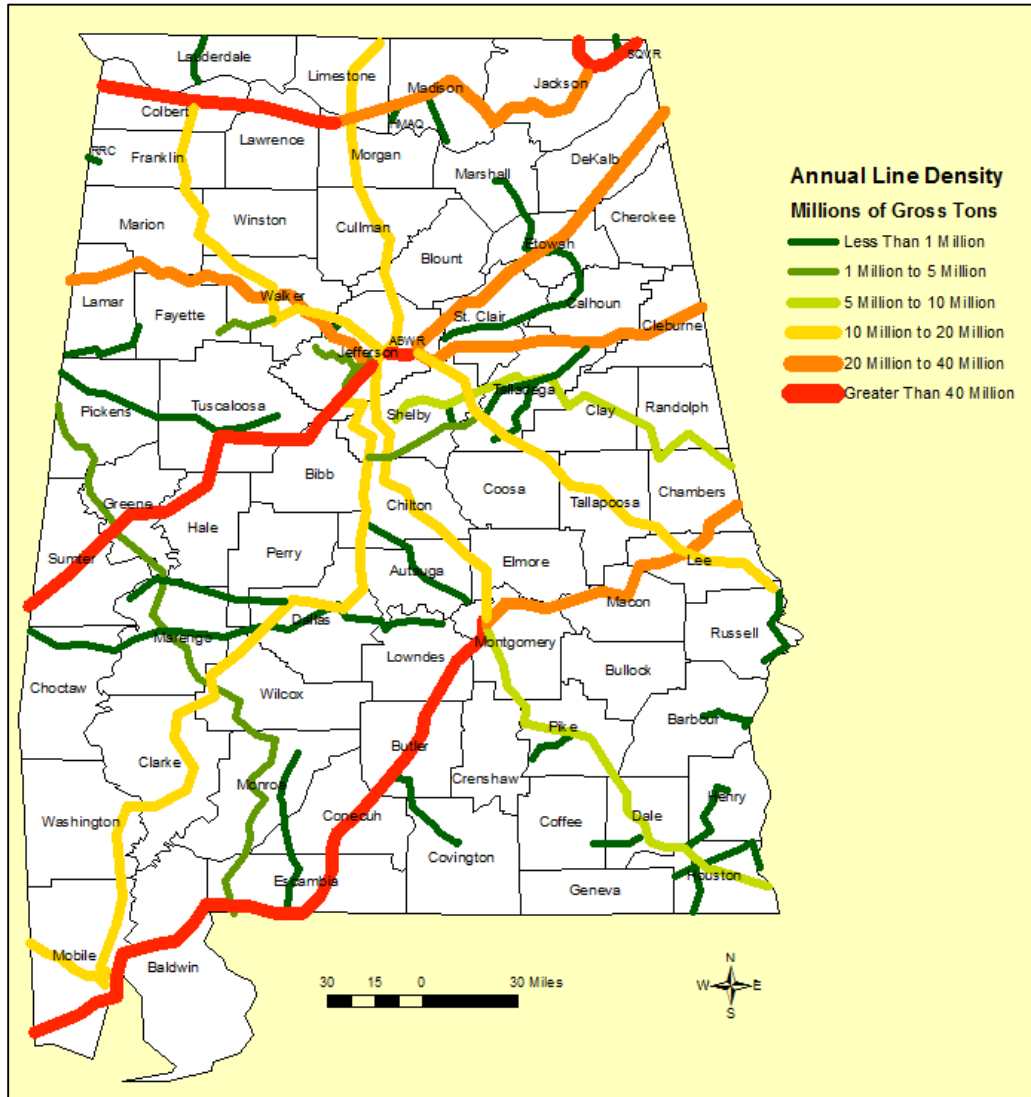 Lauderdale
Limestone
Madison
Jackson
SQVR
Colbert
Lawrence
HMAQ
RRC
Franklin
Morgan
Marshall
DeKalb
Marion
Winston
Cullman
Blount
Etowah
Cherokee
Lamar
Fayette
Walker
St. Clair
Calhoun
Cleburne
ABWR
Jefferson
Pickens
Tuscaloosa
Shelby
Talladega
Clay
Randolph
Bibb
Coosa
Tallapoosa
Chambers
Greene
Hale
Chilton
Sumter
Perry
Autauga
Elmore
Lee
Macon
Marengo
Dallas
Lowndes
Montgomery
Russell
Bullock
Choctaw
Wilcox
Barbour
Clarke
Monroe
Butler
Crenshaw
Pike
Henry
Washington
Conecuh
Covington
Coffee
Dale
Escambia
Geneva
Houston
Mobile
Baldwin
Annual Line Density
Millions of Gross Tons
Less Than 1 Million
1 Million to 5 Million
5 Million to 10 Million
10 Million to 20 Million
20 Million to 40 Million
Greater Than 40 Million
30 15 0 30 Miles
N
W E
S